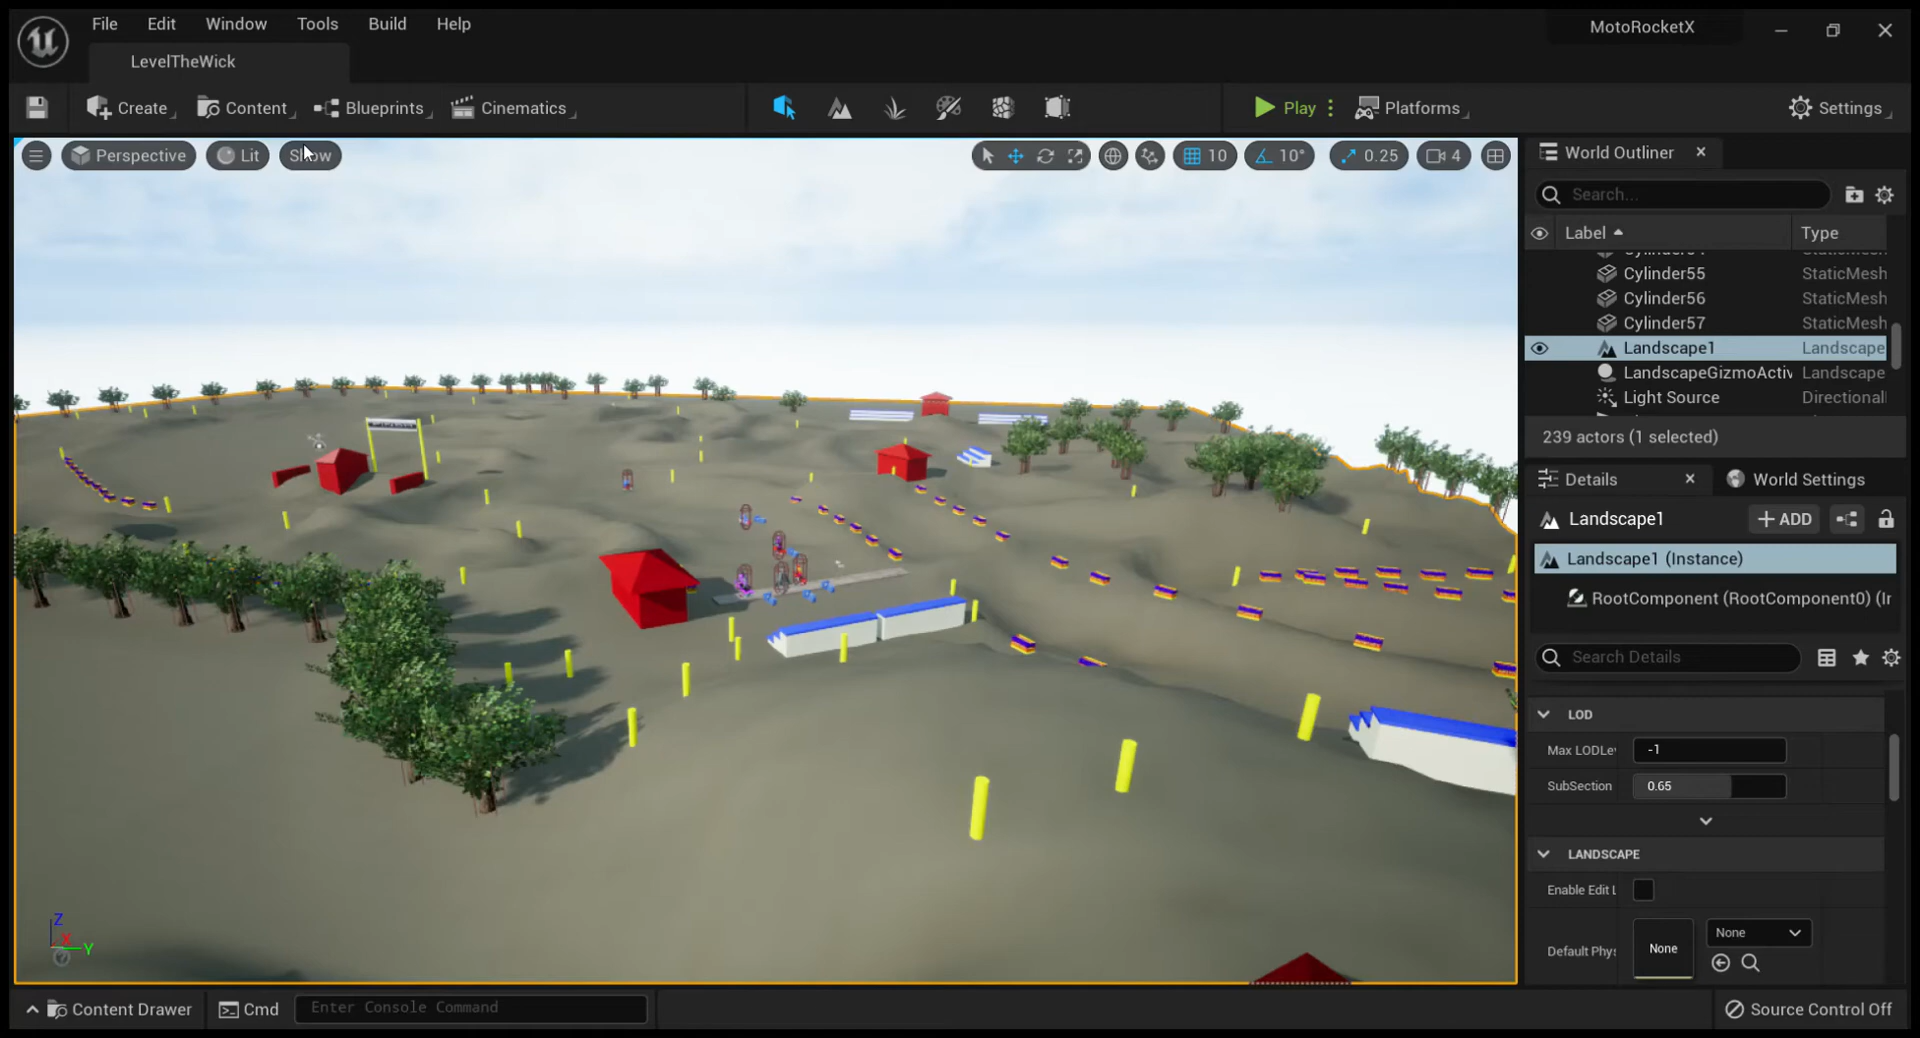 File Edit Window Tools Build Help
MotoRocketX
LevelTheWick
Create Content Blueprints Cinematics Play Platforms Settings
Perspective Lit Show 10 10° 0.25 4
World Outliner
Search...
Label Type
Cylinder55 StaticMesh
Cylinder56 StaticMesh
Cylinder57 StaticMesh
Landscape1 Landscape
LandscapeGizmoActiv Landscape
Light Source Directional
239 actors (1 selected)
Details World Settings
Landscape1 + ADD
Landscape1 (Instance)
RootComponent (RootComponent0) (Ir
Search Details
LOD
Max LODLe -1
SubSection 0.65
LANDSCAPE
Enable Edit L
Default Phys None None
Z
X
Y
Content Drawer Cmd Enter Console Command Source Control Off